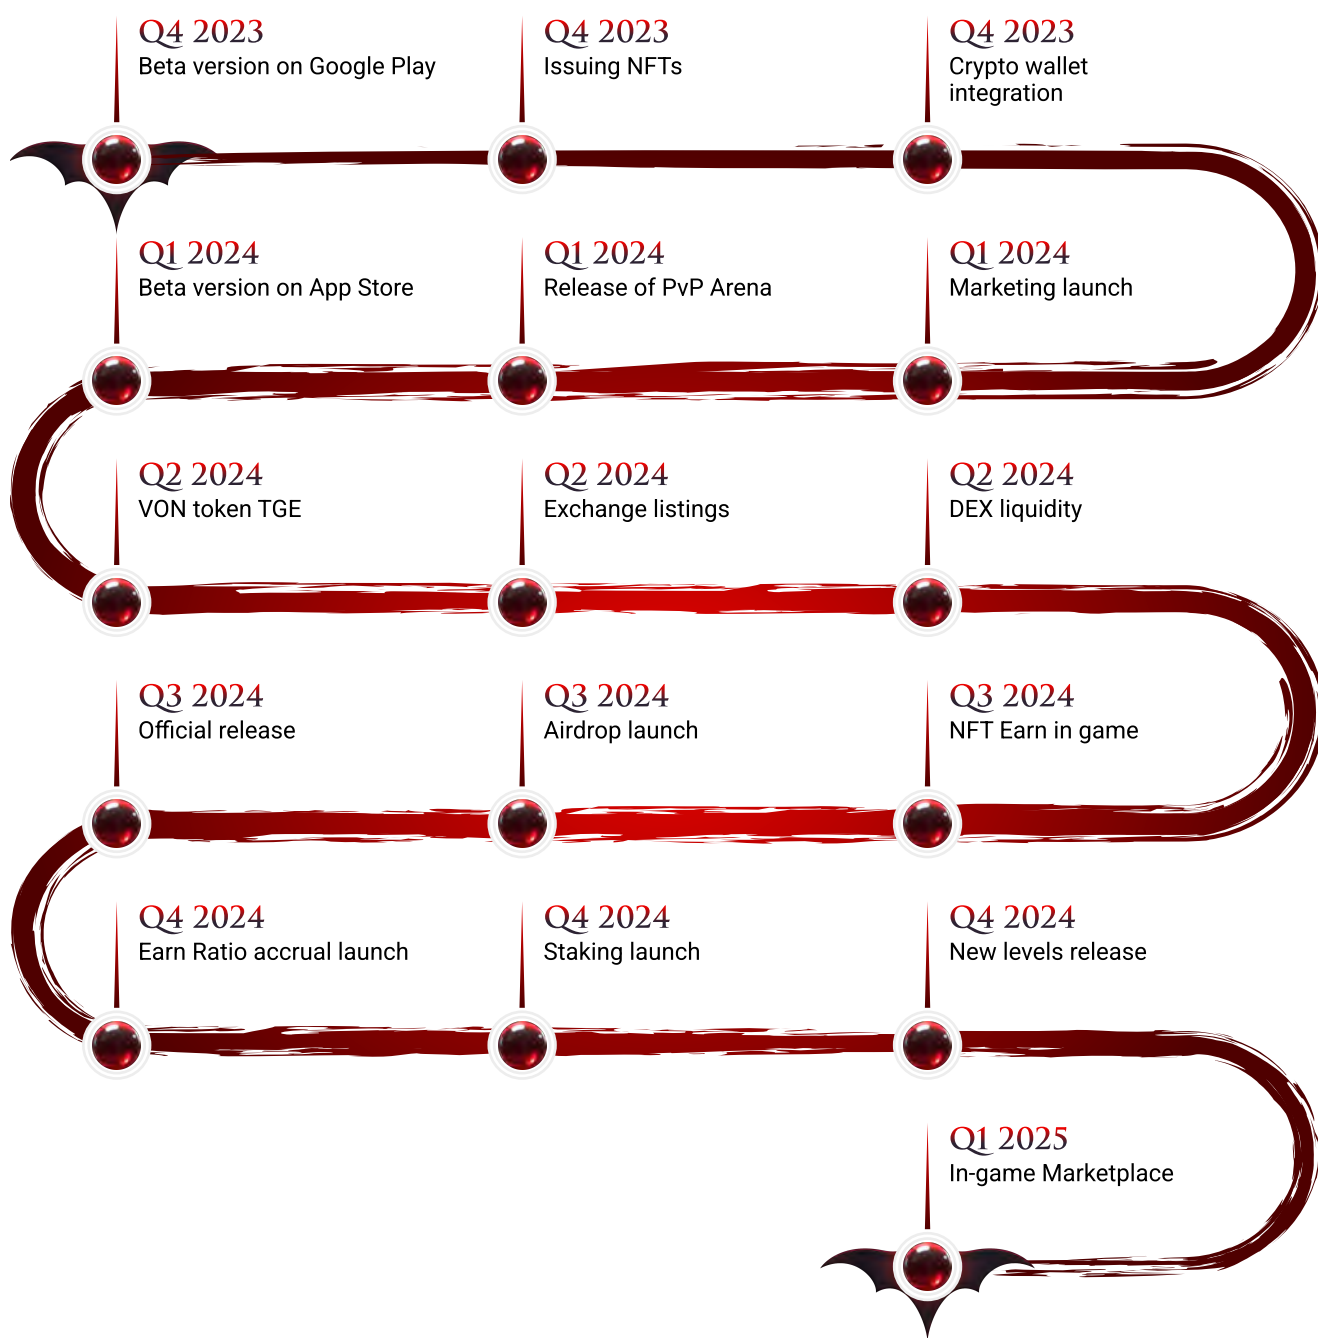 Q4 2023
Beta version on Google Play
Q4 2023
Issuing NFTs
Q4 2023
Crypto wallet
integration
Q1 2024
Beta version on App Store
Q1 2024
Release of PvP Arena
Q1 2024
Marketing launch
Q2 2024
VON token TGE
Q2 2024
Exchange listings
Q2 2024
DEX liquidity
Q3 2024
Official release
Q3 2024
Airdrop launch
Q3 2024
NFT Earn in game
Q4 2024
Earn Ratio accrual launch
Q4 2024
Staking launch
Q4 2024
New levels release
Q1 2025
In-game Marketplace